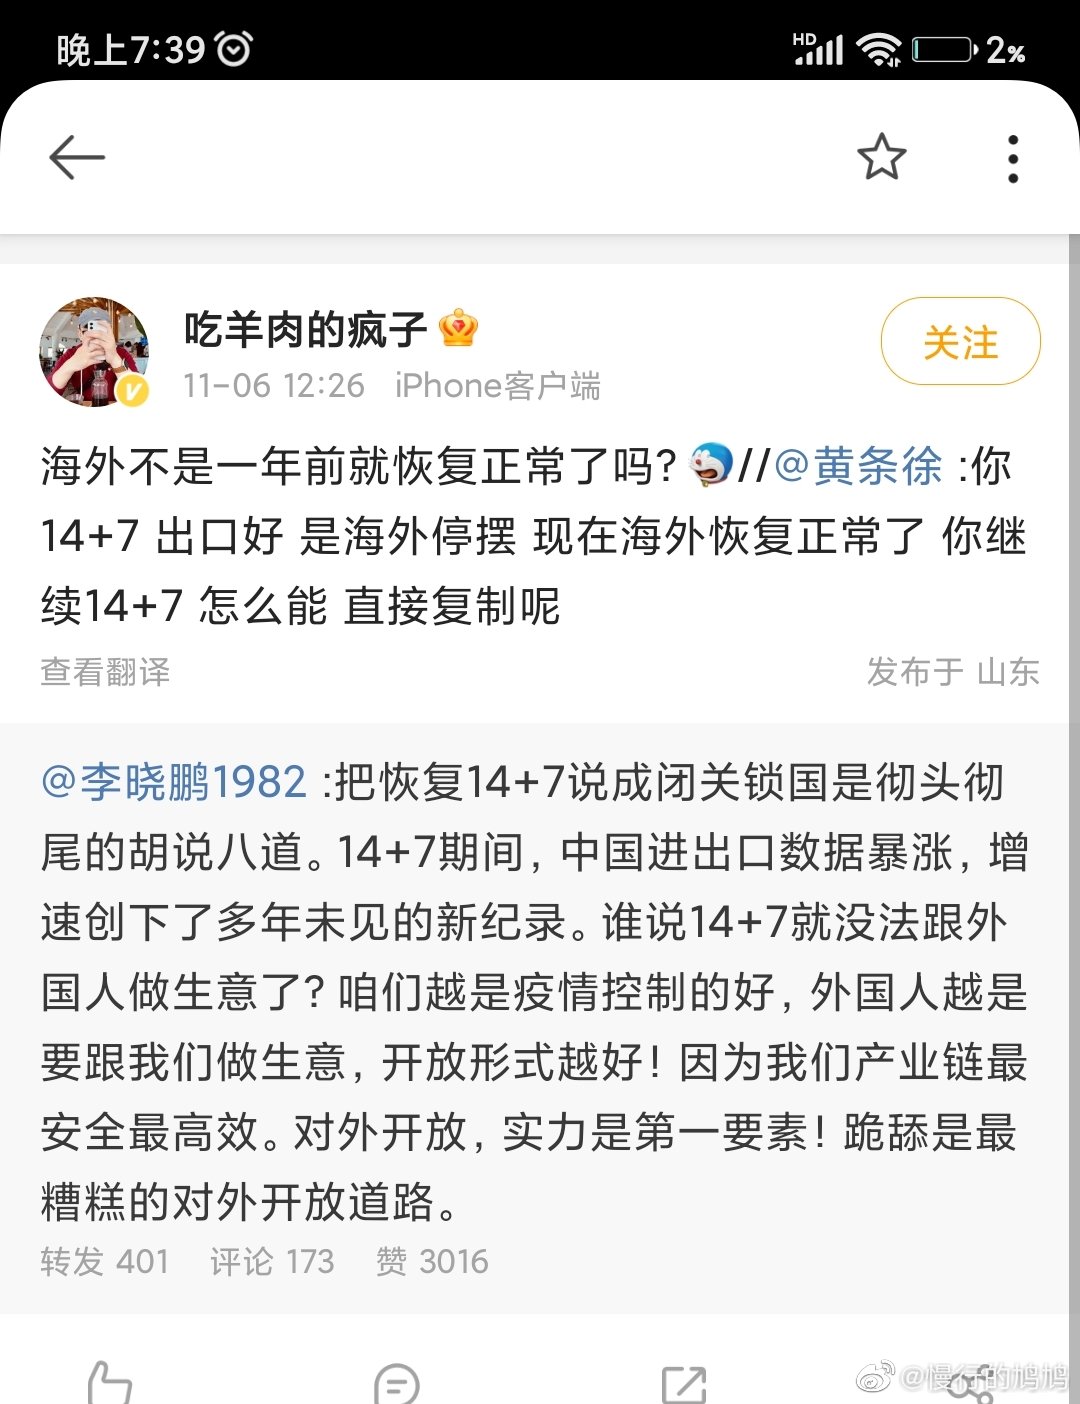 晚上7:39
HD
2%
吃羊肉的疯子
11-06 12:26 iPhone客户端
关注
海外不是一年前就恢复正常了吗?//@黄条徐:你
14+7 出口好 是海外停摆 现在海外恢复正常了 你继
续14+7 怎么能 直接复制呢
查看翻译
发布于 山东
@李晓鹏1982 :把恢复14+7说成闭关锁国是彻头彻
尾的胡说八道。14+7期间，中国进出口数据暴涨，增
速创下了多年未见的新纪录。谁说14+7就没法跟外
国人做生意了？咱们越是疫情控制的好，外国人越是
要跟我们做生意，开放形式越好！因为我们产业链最
安全最高效。对外开放，实力是第一要素！跪舔是最
糟糕的对外开放道路。
转发 401 评论 173 赞 3016